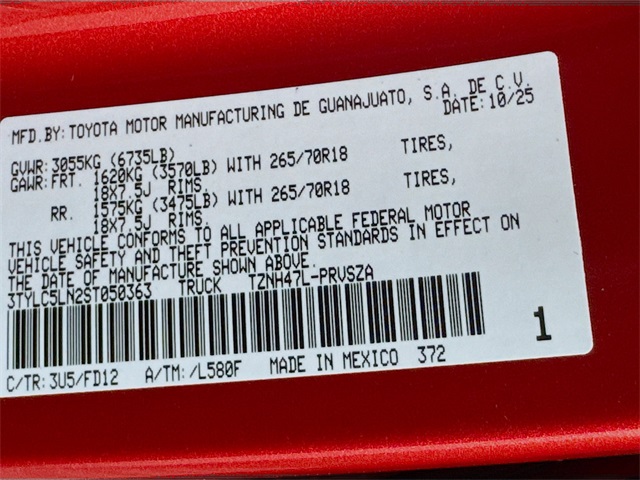 MFD.BY:TOYOTA MOTOR MANUFACTURING DE GUANAJUATO, S.A. DE C.V.
DATE:10/25
GVWR:3055KG (6735LB)
GAWR:FRT. 1620KG (3570LB) WITH 265/70R18 TIRES,
18X7.5J RIMS.
RR. 1575KG (3475LB) WITH 265/70R18 TIRES,
18X7.5J RIMS.
THIS VEHICLE CONFORMS TO ALL APPLICABLE FEDERAL MOTOR
VEHICLE SAFETY AND THEFT PREVENTION STANDARDS IN EFFECT ON
THE DATE OF MANUFACTURE SHOWN ABOVE.
3TYLC5LN2ST050363 TRUCK TZNH47L-PRVSZA
1
C/TR:3U5/FD12 A/TM:/L580F MADE IN MEXICO 372